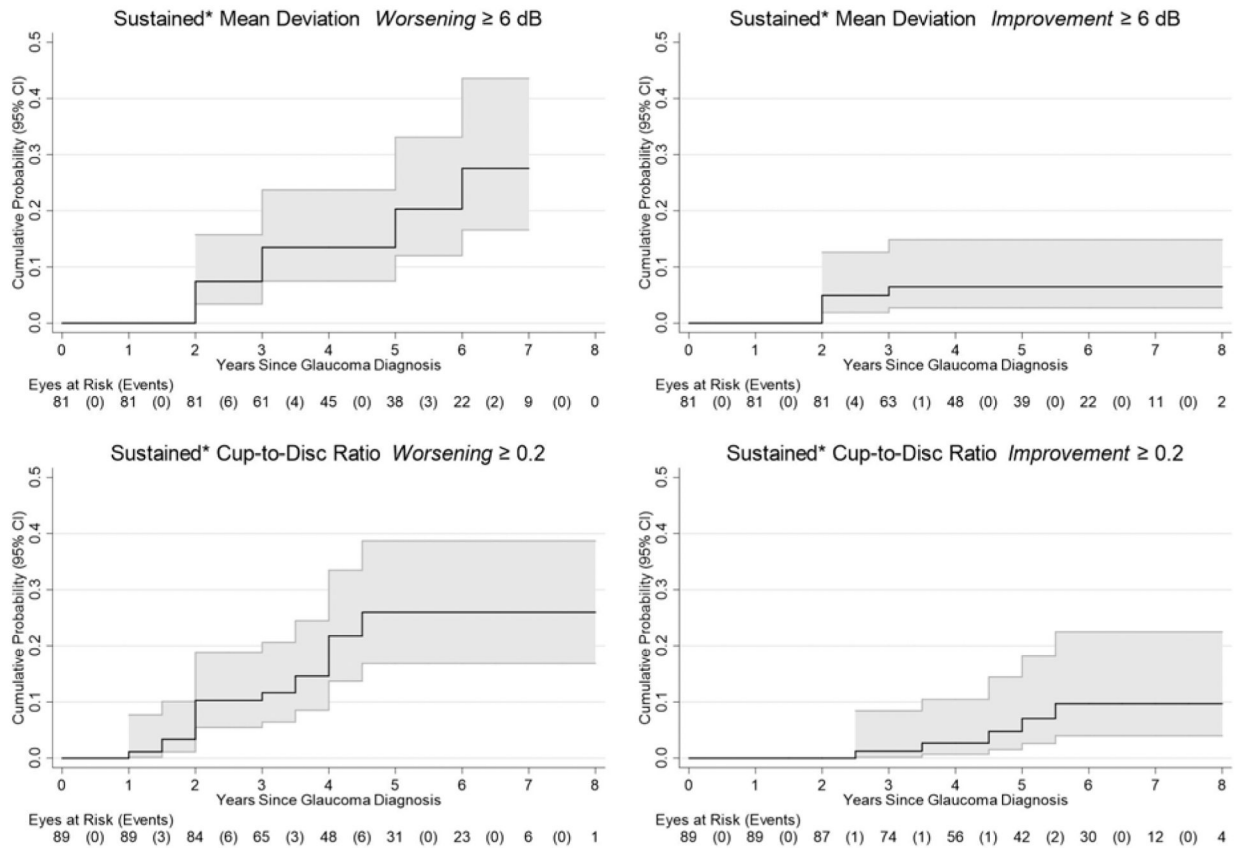 Sustained* Mean Deviation Worsening ≥ 6 dB
Cumulative Probability (95% CI)
0.5
0.4
0.3
0.2
0.1
0.0
0 1 2 3 4 5 6 7 8
Years Since Glaucoma Diagnosis
Eyes at Risk (Events)
81 (0) 81 (0) 81 (6) 61 (4) 45 (0) 38 (3) 22 (2) 9 (0) 0
Sustained* Mean Deviation Improvement ≥ 6 dB
Cumulative Probability (95% CI)
0.5
0.4
0.3
0.2
0.1
0.0
0 1 2 3 4 5 6 7 8
Years Since Glaucoma Diagnosis
Eyes at Risk (Events)
81 (0) 81 (0) 81 (4) 63 (1) 48 (0) 39 (0) 22 (0) 11 (0) 2
Sustained* Cup-to-Disc Ratio Worsening ≥ 0.2
Cumulative Probability (95% CI)
0.5
0.4
0.3
0.2
0.1
0.0
0 1 2 3 4 5 6 7 8
Years Since Glaucoma Diagnosis
Eyes at Risk (Events)
89 (0) 89 (3) 84 (6) 65 (3) 48 (6) 31 (0) 23 (0) 6 (0) 1
Sustained* Cup-to-Disc Ratio Improvement ≥ 0.2
Cumulative Probability (95% CI)
0.5
0.4
0.3
0.2
0.1
0.0
0 1 2 3 4 5 6 7 8
Years Since Glaucoma Diagnosis
Eyes at Risk (Events)
89 (0) 89 (0) 87 (1) 74 (1) 56 (1) 42 (2) 30 (0) 12 (0) 4